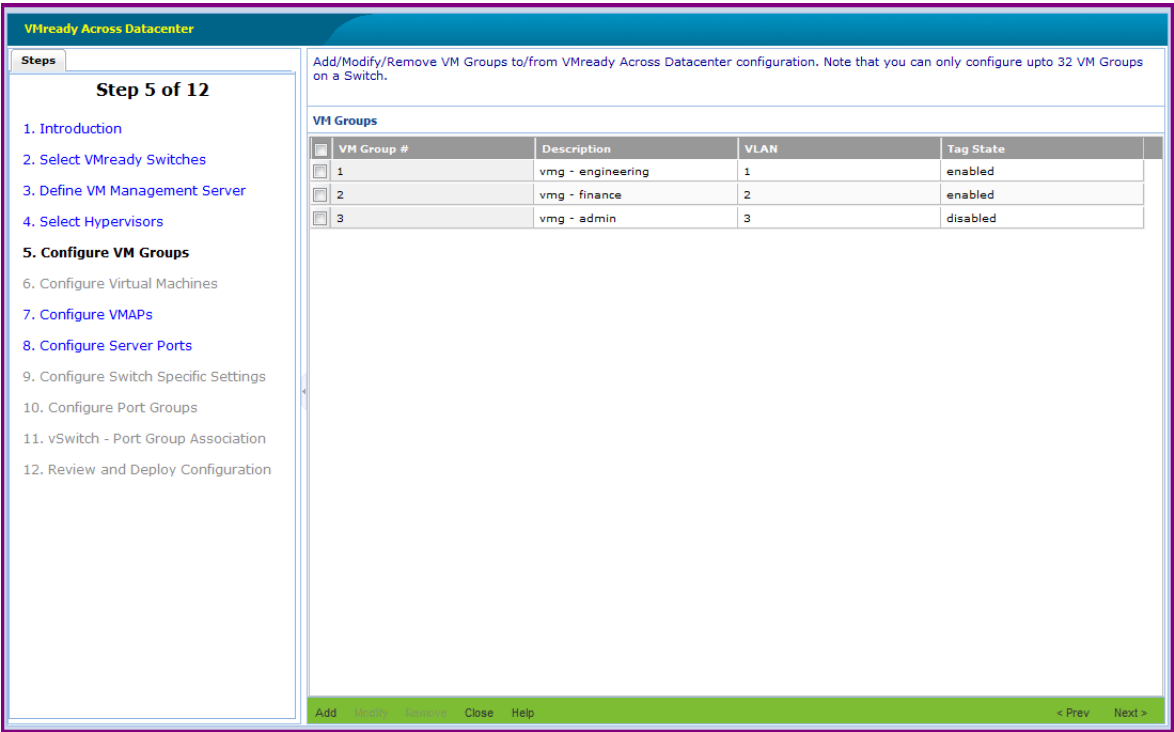 VMready Across Datacenter
Steps
Step 5 of 12
1. Introduction
2. Select VMready Switches
3. Define VM Management Server
4. Select Hypervisors
5. Configure VM Groups
6. Configure Virtual Machines
7. Configure VMAPs
8. Configure Server Ports
9. Configure Switch Specific Settings
10. Configure Port Groups
11. vSwitch - Port Group Association
12. Review and Deploy Configuration
Add/Modify/Remove VM Groups to/from VMready Across Datacenter configuration. Note that you can only configure upto 32 VM Groups
on a Switch.
VM Groups
VM Group # Description VLAN Tag State
1 vmg - engineering 1 enabled
2 vmg - finance 2 enabled
3 vmg - admin 3 disabled
Add Modify Remove Close Help < Prev Next >